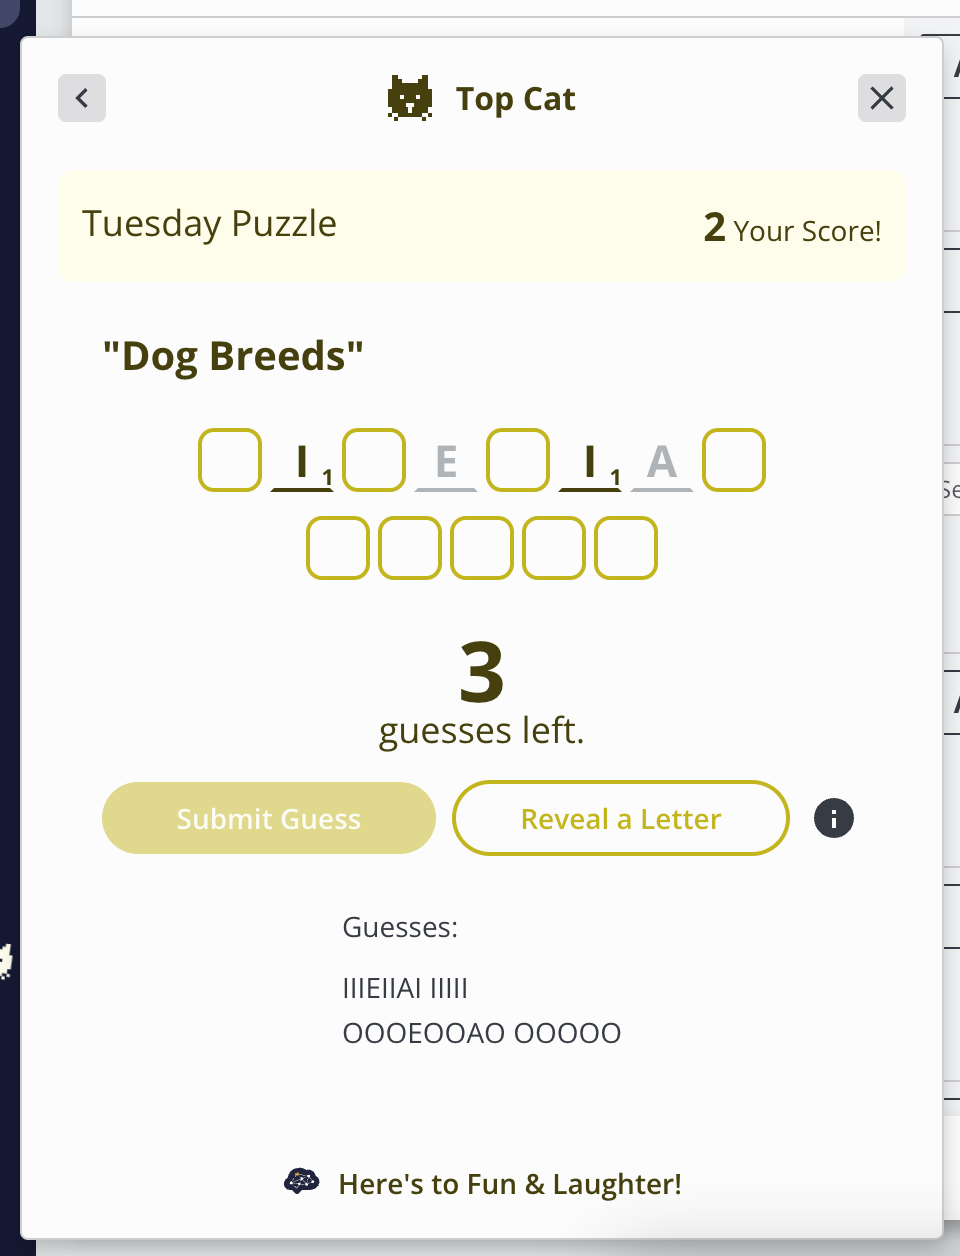 Top Cat
Tuesday Puzzle
2 Your Score!
"Dog Breeds"
I 1 E I 1 A
3
guesses left.
Submit Guess
Reveal a Letter
Guesses:
IIIEIIAI IIIII
OOOEOOAO OOOOO
Here's to Fun & Laughter!